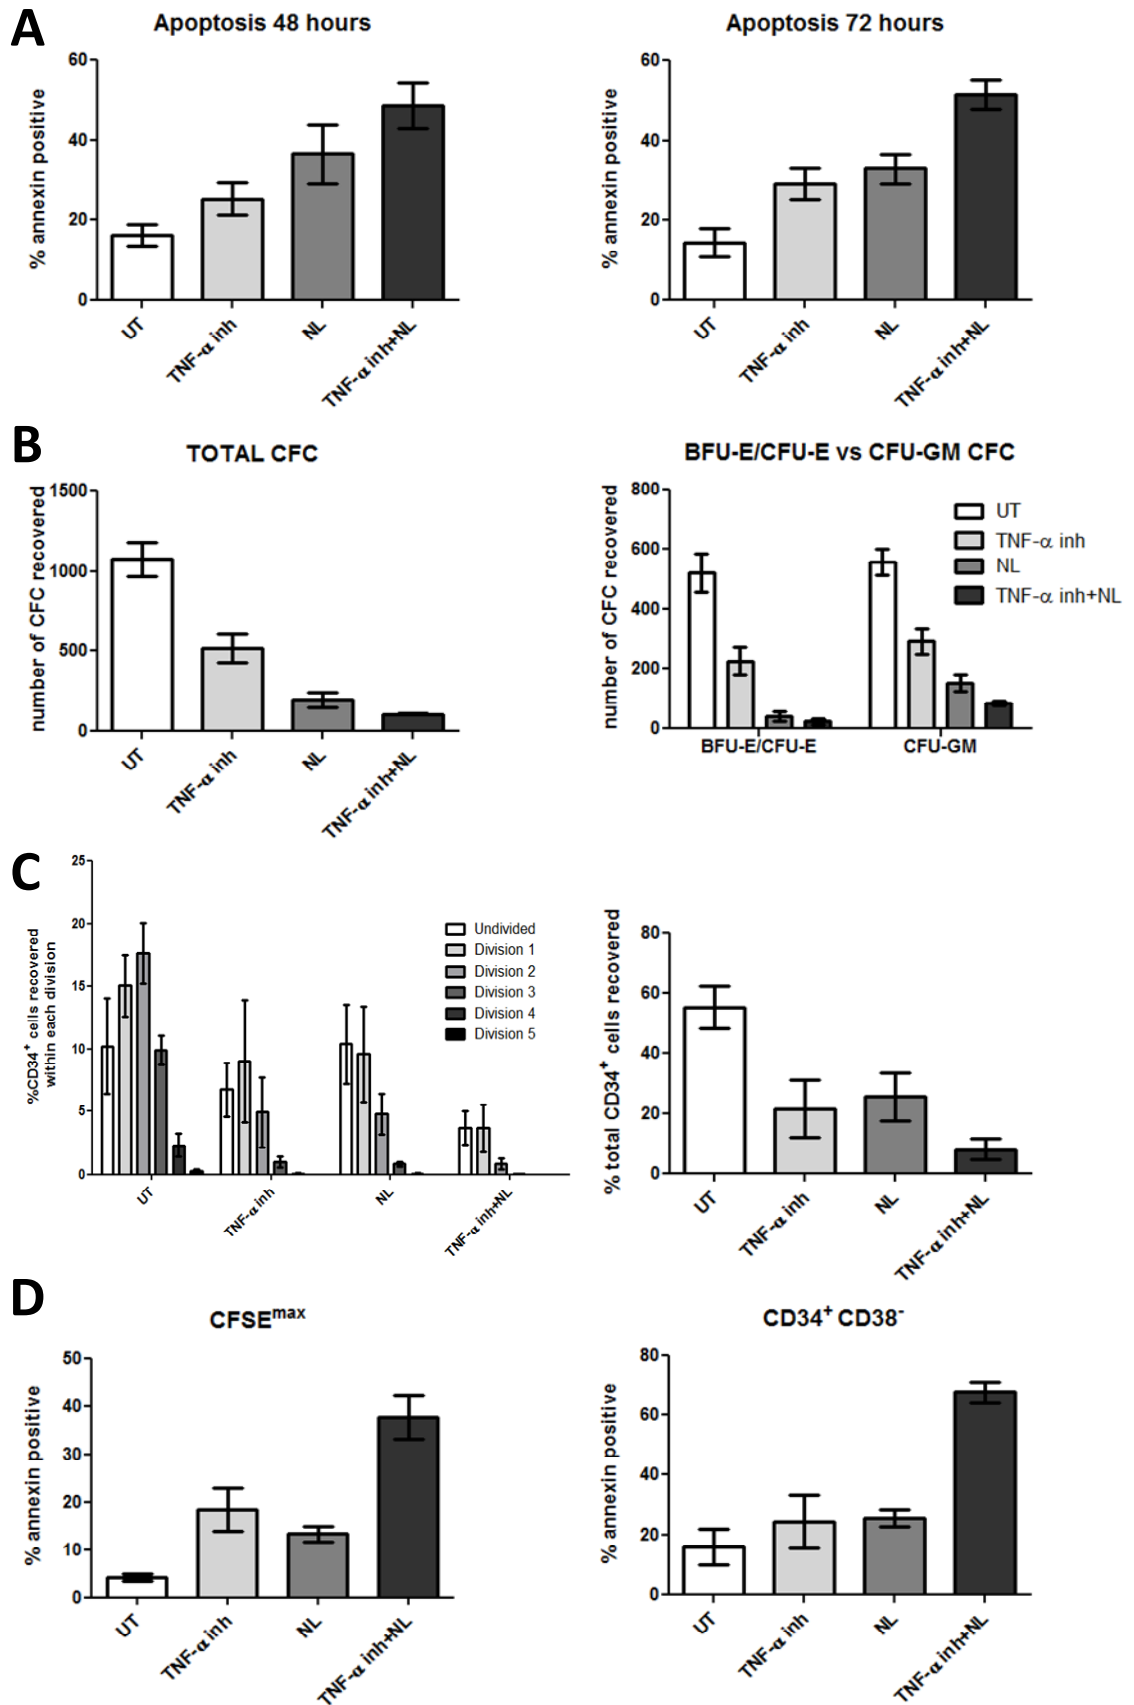 A
Apoptosis 48 hours
% annexin positive
60
40
20
0
UT
TNF-α inh
NL
TNF-α inh+NL
Apoptosis 72 hours
% annexin positive
60
40
20
0
UT
TNF-α inh
NL
TNF-α inh+NL
B
TOTAL CFC
number of CFC recovered
1500
1000
500
0
UT
TNF-α inh
NL
TNF-α inh+NL
BFU-E/CFU-E vs CFU-GM CFC
number of CFC recovered
800
600
400
200
0
BFU-E/CFU-E
CFU-GM
UT
TNF-α inh
NL
TNF-α inh+NL
C
%CD34⁺ cells recovered
within each division
25
20
15
10
5
0
UT
TNF-α inh
NL
TNF-α inh+NL
Undivided
Division 1
Division 2
Division 3
Division 4
Division 5
% total CD34⁺ cells recovered
80
60
40
20
0
UT
TNF-α inh
NL
TNF-α inh+NL
D
CFSEᵐᵃˣ
% annexin positive
50
40
30
20
10
0
UT
TNF-α inh
NL
TNF-α inh+NL
CD34⁺ CD38⁻
% annexin positive
80
60
40
20
0
UT
TNF-α inh
NL
TNF-α inh+NL